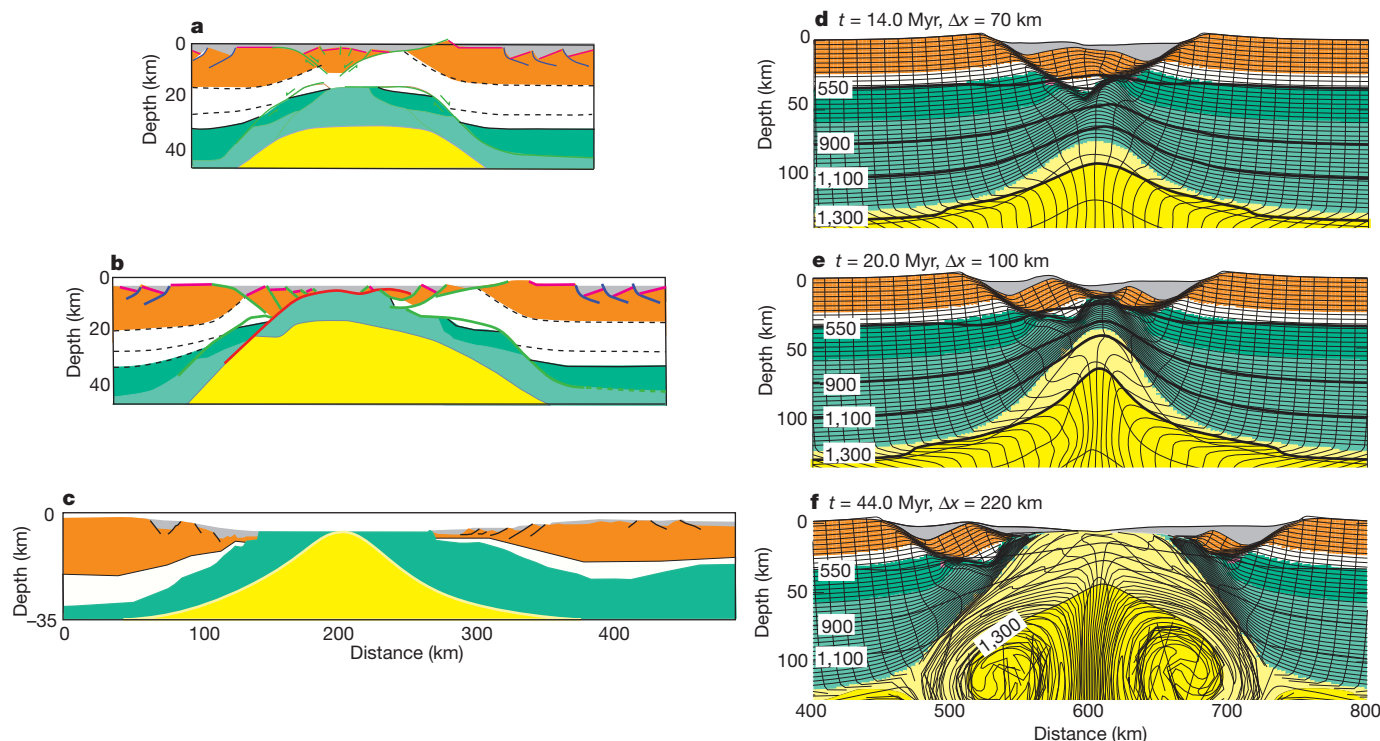 a
0
20
40
Depth (km)
b
0
20
40
Depth (km)
c
0
–35
Depth (km)
0 100 200 300 400
Distance (km)
d t = 14.0 Myr, Δx = 70 km
0
50
100
Depth (km)
550
900
1,100
1,300
e t = 20.0 Myr, Δx = 100 km
0
50
100
Depth (km)
550
900
1,100
1,300
f t = 44.0 Myr, Δx = 220 km
0
50
100
Depth (km)
550
900
1,100
1,300
400 500 600 700 800
Distance (km)